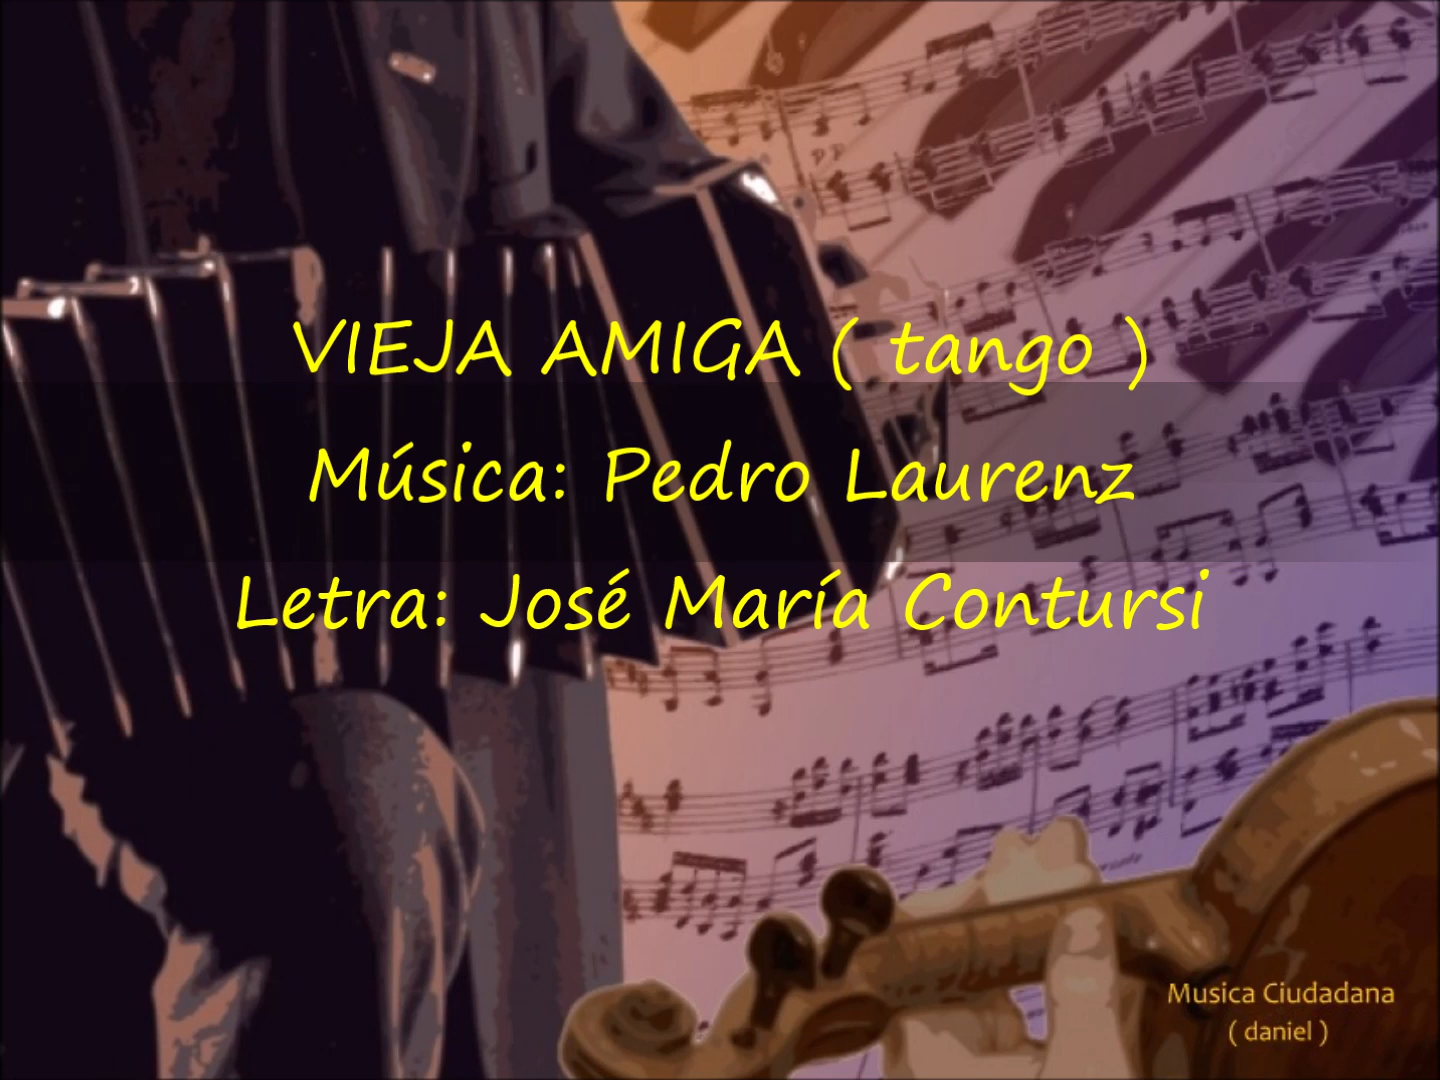 VIEJA AMIGA ( tango )
Música: Pedro Laurenz
Letra: José María Contursi
Musica Ciudadana
( daniel )